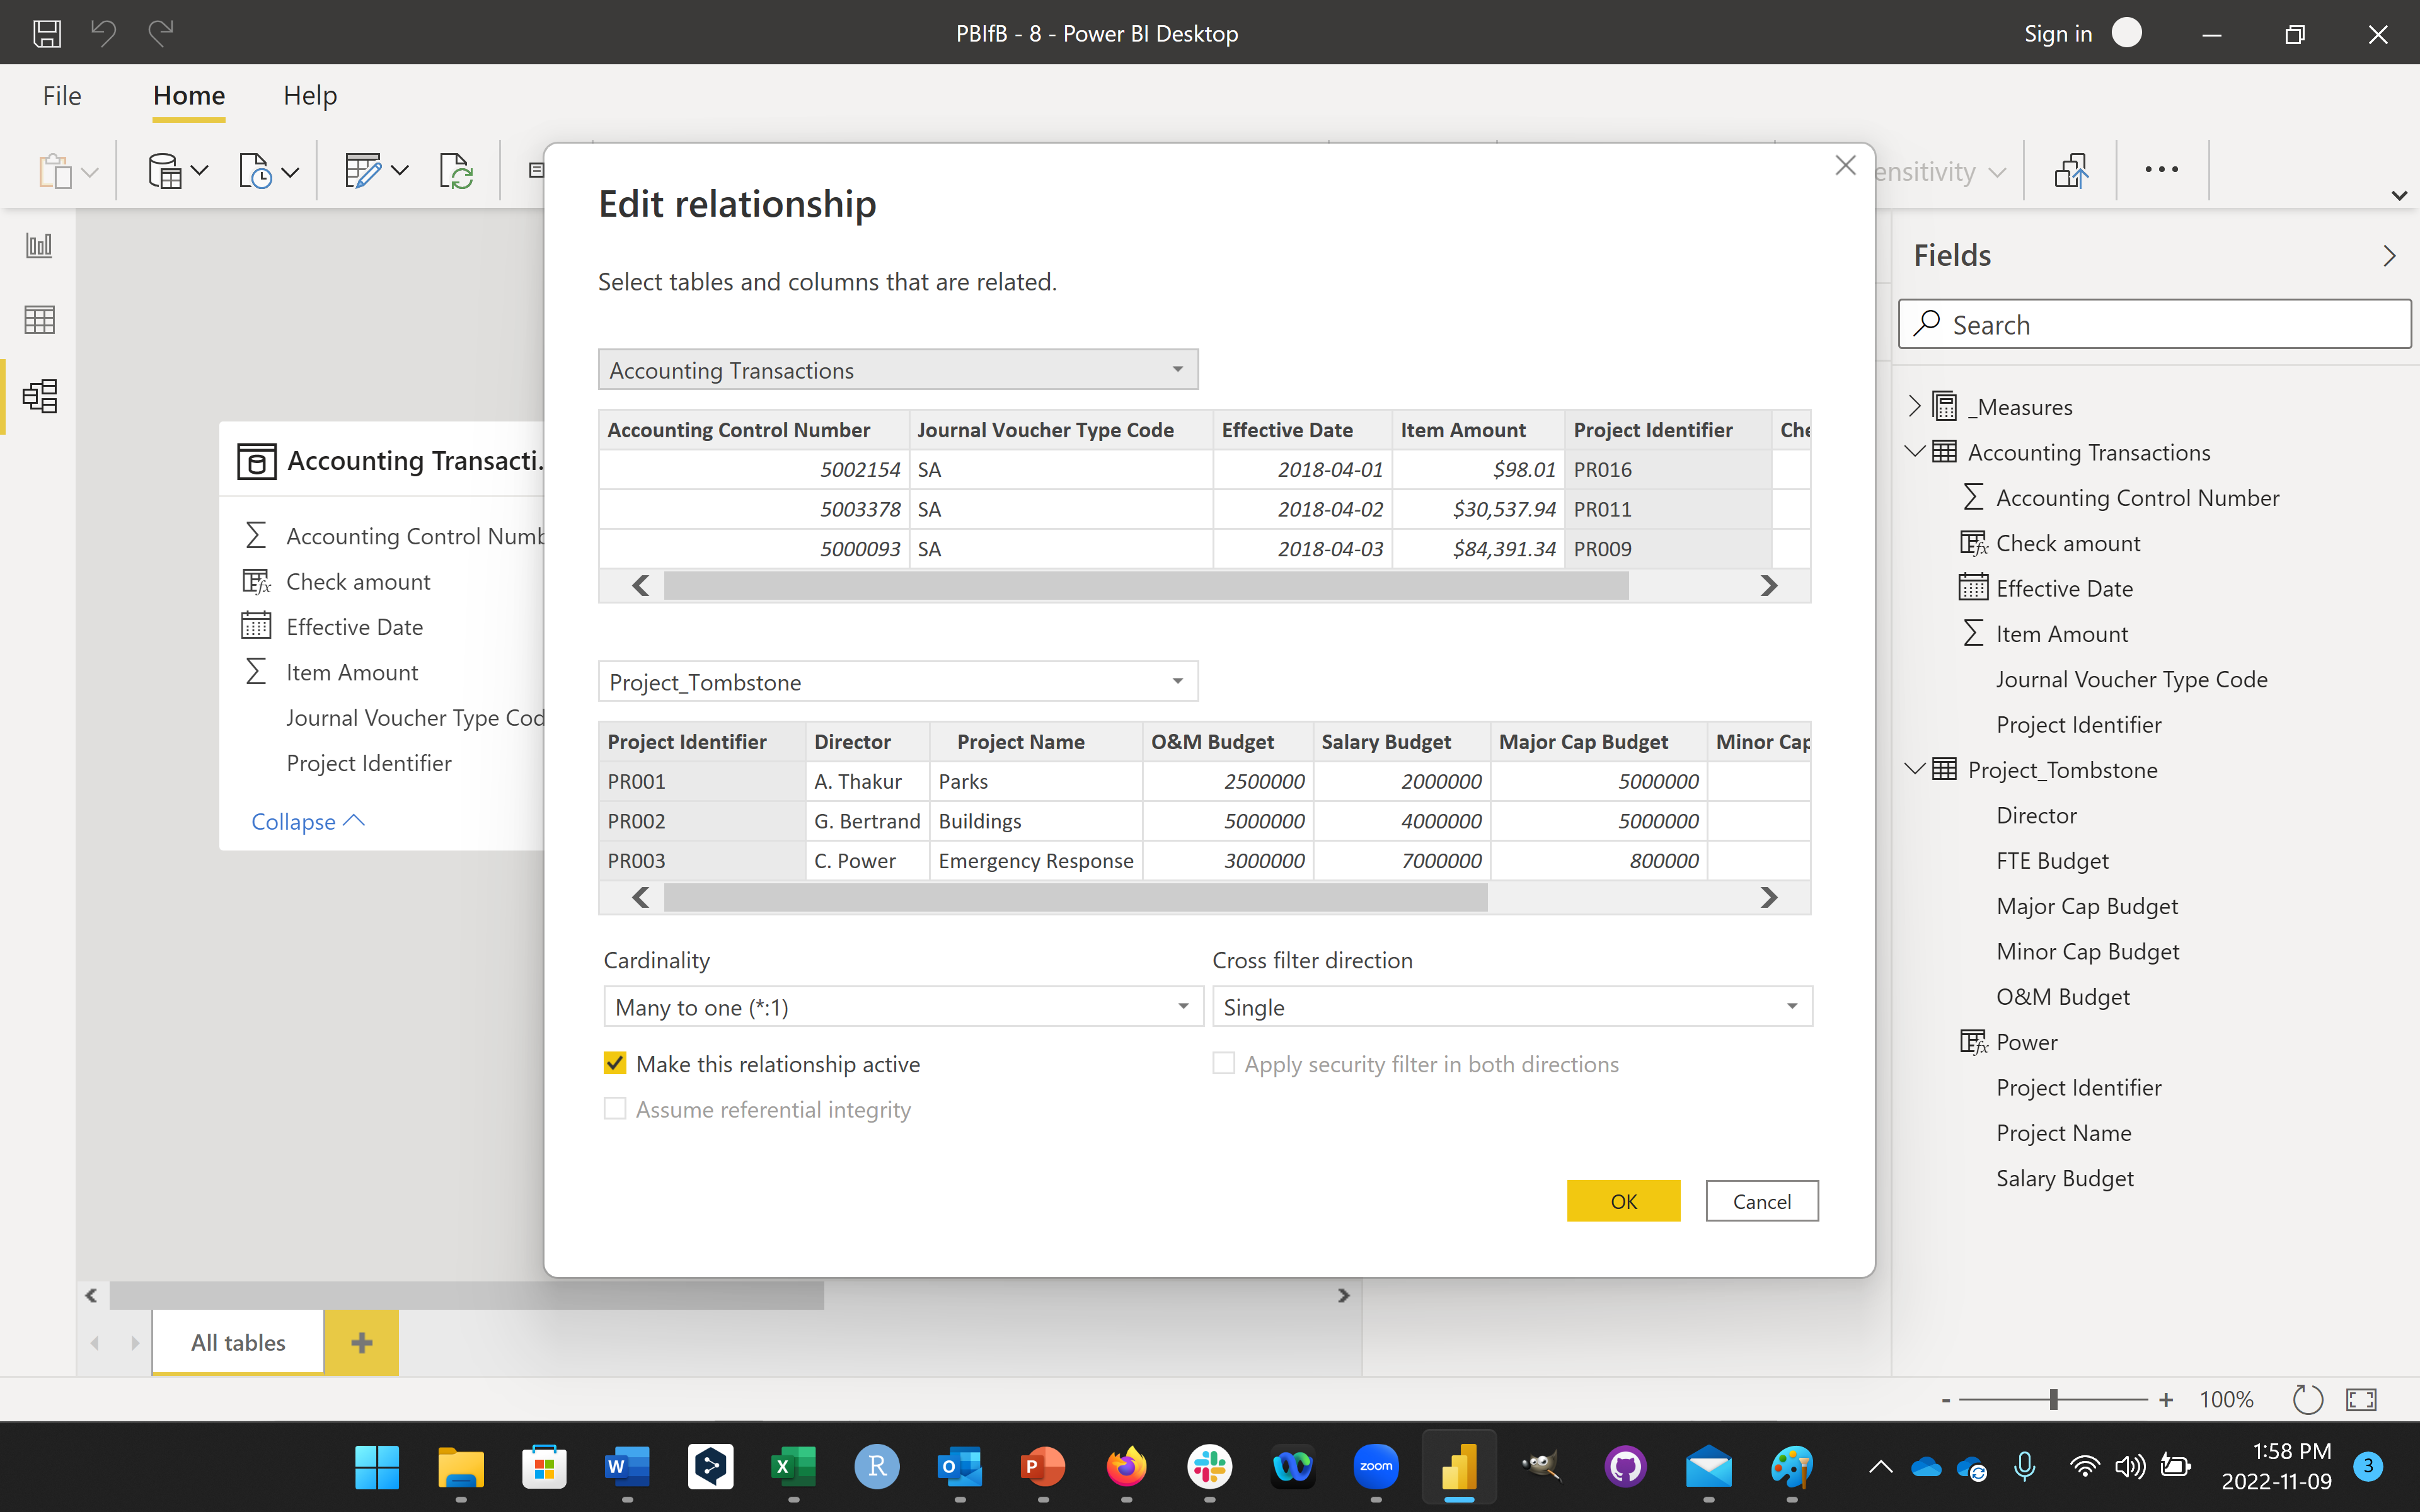 PBIfB - 8 - Power BI Desktop
Sign in
File Home Help
ensitivity
Edit relationship
Select tables and columns that are related.
Accounting Transactions
Accounting Control Number Journal Voucher Type Code Effective Date Item Amount Project Identifier Che
5002154 SA 2018-04-01 $98.01 PR016
5003378 SA 2018-04-02 $30,537.94 PR011
5000093 SA 2018-04-03 $84,391.34 PR009
Project_Tombstone
Project Identifier Director Project Name O&M Budget Salary Budget Major Cap Budget Minor Cap
PR001 A. Thakur Parks 2500000 2000000 5000000
PR002 G. Bertrand Buildings 5000000 4000000 5000000
PR003 C. Power Emergency Response 3000000 7000000 800000
Cardinality Cross filter direction
Many to one (*:1) Single
Make this relationship active Apply security filter in both directions
Assume referential integrity
OK Cancel
Accounting Transacti...
Accounting Control Numb
Check amount
Effective Date
Item Amount
Journal Voucher Type Cod
Project Identifier
Collapse
Fields
Search
_Measures
Accounting Transactions
Accounting Control Number
Check amount
Effective Date
Item Amount
Journal Voucher Type Code
Project Identifier
Project_Tombstone
Director
FTE Budget
Major Cap Budget
Minor Cap Budget
O&M Budget
Power
Project Identifier
Project Name
Salary Budget
All tables +
- + 100%
W X R O P zoom
1:58 PM
2022-11-09
3